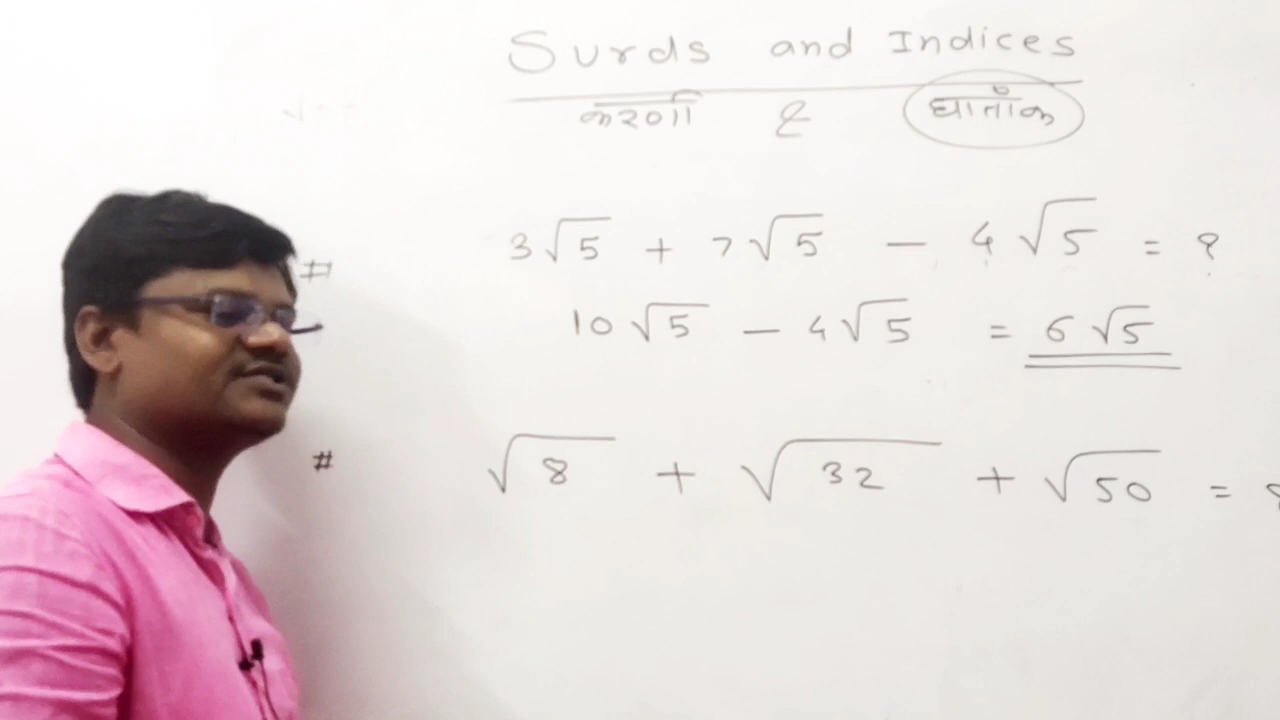 Surds and Indices
करणी & घातांक
# 3√5 + 7√5 - 4√5 = ?
10√5 - 4√5 = 6√5
# √8 + √32 + √50 =